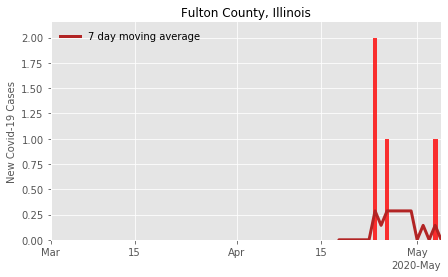 Fulton County, Illinois
7 day moving average
New Covid-19 Cases
2.00
1.75
1.50
1.25
1.00
0.75
0.50
0.25
0.00
Mar 15 Apr 15 May
2020-May